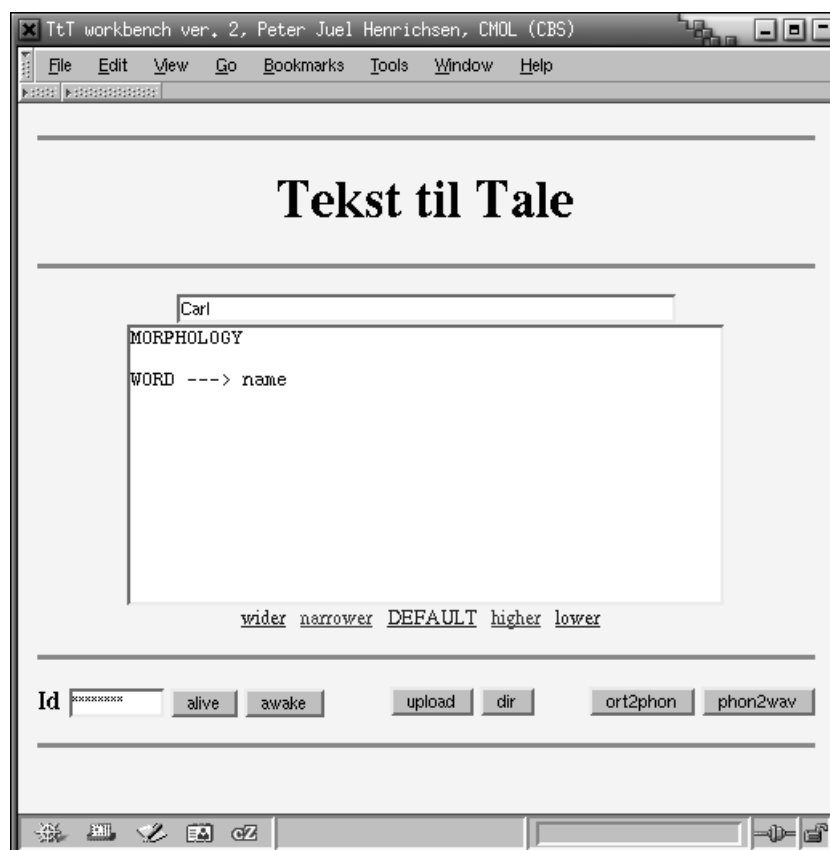 TtT workbench ver. 2, Peter Juel Henrichsen, CMOL (CBS)
File Edit View Go Bookmarks Tools Window Help
Tekst til Tale
Carl
MORPHOLOGY
WORD ---> name
wider narrower DEFAULT higher lower
Id ******** alive awake upload dir ort2phon phon2wav